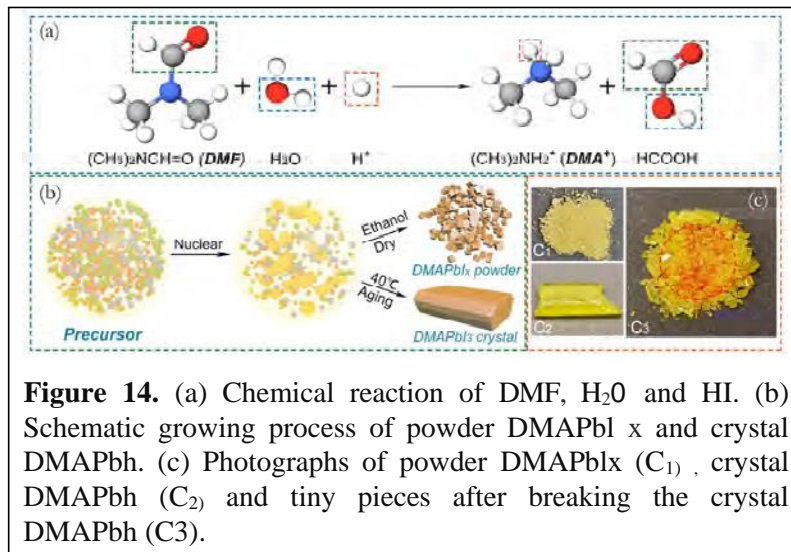 (a)
(CH₃)₂NCH=O (DMF) H₂O H⁺ (CH₃)₂NH₂⁺ (DMA⁺) HCOOH
(b)
Nuclear
Ethanol
Dry
DMAPbIₓ powder
40℃
Aging
DMAPbI₃ crystal
Precursor
(c)
C₁
C₂
C₃
Figure 14. (a) Chemical reaction of DMF, H₂0 and HI. (b)
Schematic growing process of powder DMAPbl x and crystal
DMAPbh. (c) Photographs of powder DMAPblx (C₁) , crystal
DMAPbh (C₂) and tiny pieces after breaking the crystal
DMAPbh (C3).